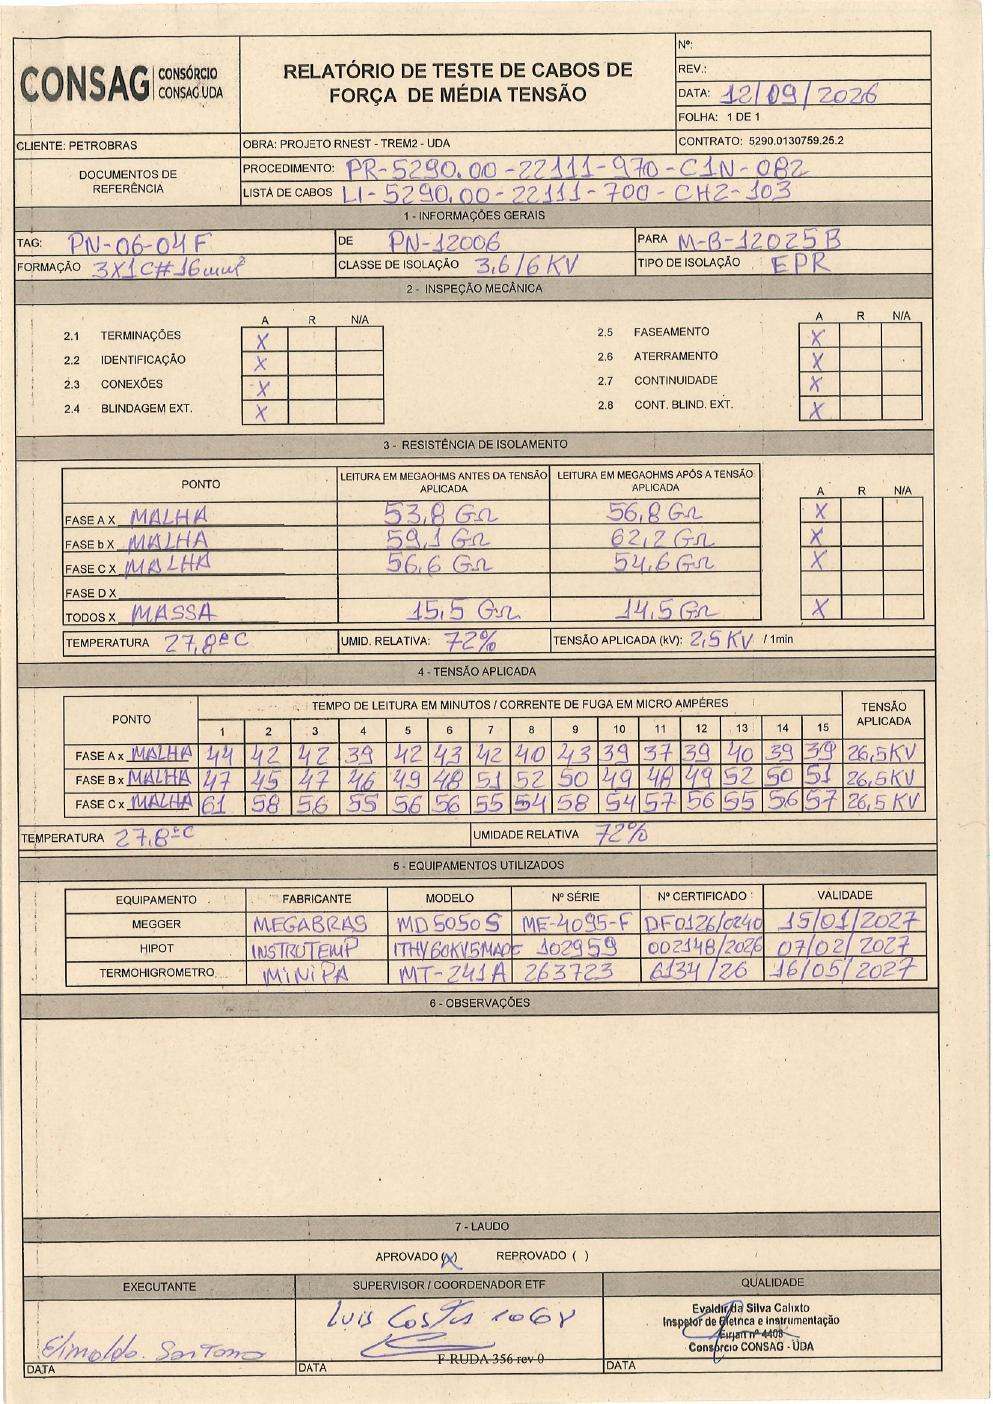 CONSAG CONSÓRCIO CONSAG UDA
RELATÓRIO DE TESTE DE CABOS DE FORÇA DE MÉDIA TENSÃO
Nº:
REV.:
DATA: 12/09/2026
FOLHA: 1 DE 1
CLIENTE: PETROBRAS
OBRA: PROJETO RNEST - TREM2 - UDA
CONTRATO: 5290.0130759.25.2
DOCUMENTOS DE REFERÊNCIA
PROCEDIMENTO: PR-5290.00-22111-970-C1N-082
LISTA DE CABOS LI-5290.00-22111-700-CH2-103
1 - INFORMAÇÕES GERAIS
TAG: PN-06-04F DE PN-12006 PARA M-B-12025B
FORMAÇÃO 3X1C#16mm² CLASSE DE ISOLAÇÃO 3,6/6KV TIPO DE ISOLAÇÃO EPR
2 - INSPEÇÃO MECÂNICA
A R N/A A R N/A
2.1 TERMINAÇÕES X 2.5 FASEAMENTO X
2.2 IDENTIFICAÇÃO X 2.6 ATERRAMENTO X
2.3 CONEXÕES X 2.7 CONTINUIDADE X
2.4 BLINDAGEM EXT. X 2.8 CONT. BLIND. EXT. X
3 - RESISTÊNCIA DE ISOLAMENTO
PONTO LEITURA EM MEGAOHMS ANTES DA TENSÃO APLICADA LEITURA EM MEGAOHMS APÓS A TENSÃO APLICADA A R N/A
FASE A X MALHA 53,8 GΩ 56,8 GΩ X
FASE b X MALHA 59,1 GΩ 62,2 GΩ X
FASE C X MALHA 56,6 GΩ 54,6 GΩ X
FASE D X
TODOS X MASSA 15,5 GΩ 14,5 GΩ X
TEMPERATURA 27,8ºC UMID. RELATIVA: 72% TENSÃO APLICADA (kV): 2,5KV / 1min
4 - TENSÃO APLICADA
PONTO TEMPO DE LEITURA EM MINUTOS / CORRENTE DE FUGA EM MICRO AMPÉRES TENSÃO APLICADA
1 2 3 4 5 6 7 8 9 10 11 12 13 14 15
FASE A x MALHA 44 42 42 39 42 43 42 40 43 39 37 39 40 39 39 26,5KV
FASE B x MALHA 47 45 47 46 49 48 51 52 50 49 48 49 52 50 51 26,5KV
FASE C x MALHA 61 58 56 55 56 56 55 54 58 54 57 56 55 56 57 26,5KV
TEMPERATURA 27,8ºC UMIDADE RELATIVA 72%
5 - EQUIPAMENTOS UTILIZADOS
EQUIPAMENTO FABRICANTE MODELO Nº SÉRIE Nº CERTIFICADO VALIDADE
MEGGER MEGABRAS MD5050S ME-4095-F DF0126/0240 15/01/2027
HIPOT INSTRUTEMP ITHV60KV5MADE 102959 002148/2026 07/02/2027
TERMOHIGROMETRO MINIPA MT-241A 263723 6134/26 16/05/2027
6 - OBSERVAÇÕES
7 - LAUDO
APROVADO (X) REPROVADO ( )
EXECUTANTE SUPERVISOR / COORDENADOR ETF QUALIDADE
Elinaldo Santana
Luis Costa
Evaldir da Silva Calixto
Inspetor de Elétrica e instrumentação
nº 4408
Consórcio CONSAG - UDA
F-RUDA-356 rev 0
DATA DATA DATA